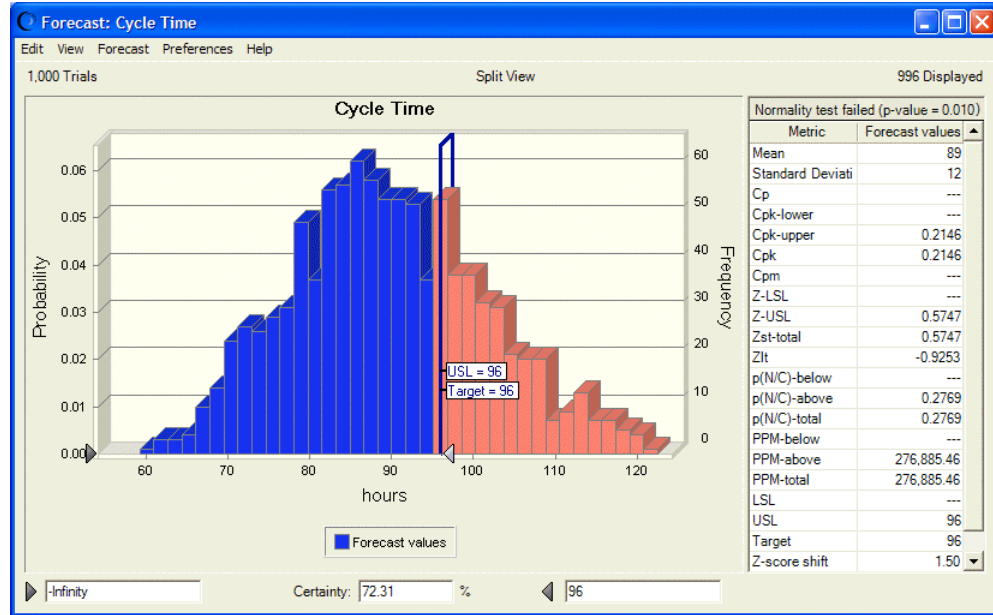 Forecast: Cycle Time
Edit View Forecast Preferences Help
1,000 Trials Split View 996 Displayed
Cycle Time
0.06
0.05
0.04
0.03
0.02
0.01
0.00
Probability
60
50
40
30
20
10
0
Frequency
USL = 96
Target = 96
60 70 80 90 100 110 120
hours
Forecast values
Normality test failed (p-value = 0.010)
Metric Forecast values
Mean 89
Standard Deviati 12
Cp ---
Cpk-lower ---
Cpk-upper 0.2146
Cpk 0.2146
Cpm ---
Z-LSL ---
Z-USL 0.5747
Zst-total 0.5747
Zlt -0.9253
p(N/C)-below ---
p(N/C)-above 0.2769
p(N/C)-total 0.2769
PPM-below ---
PPM-above 276,885.46
PPM-total 276,885.46
LSL ---
USL 96
Target 96
Z-score shift 1.50
-Infinity Certainty: 72.31 % 96